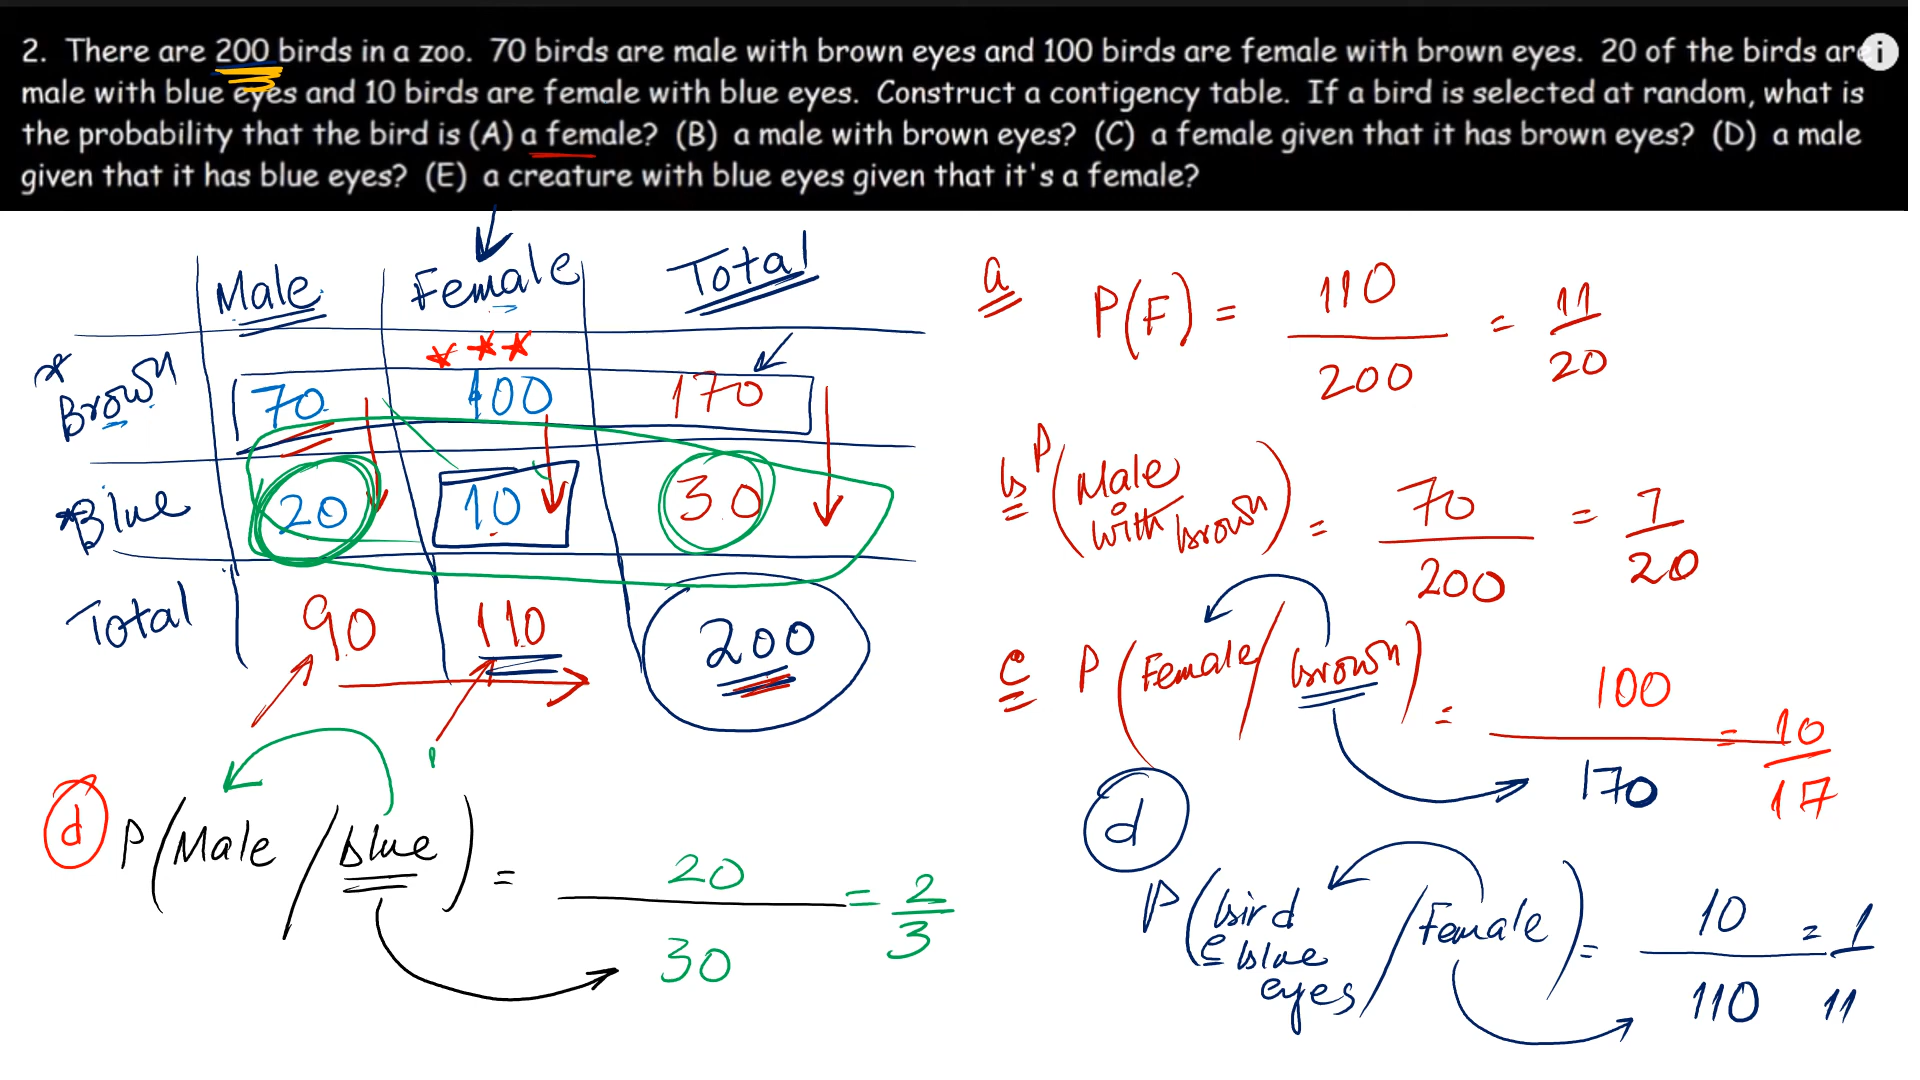 2. There are 200 birds in a zoo. 70 birds are male with brown eyes and 100 birds are female with brown eyes. 20 of the birds are
male with blue eyes and 10 birds are female with blue eyes. Construct a contigency table. If a bird is selected at random, what is
the probability that the bird is (A) a female? (B) a male with brown eyes? (C) a female given that it has brown eyes? (D) a male
given that it has blue eyes? (E) a creature with blue eyes given that it's a female?
i
Male Female Total
Brown 70 100 170
Blue 20 10 30
Total 90 110 200
a P(F) = 110/200 = 11/20
b P(Male with brown) = 70/200 = 7/20
c P(Female/brown) = 100/170 = 10/17
d P(Male/blue) = 20/30 = 2/3
d P(bird c blue eyes/Female) = 10/110 = 1/11